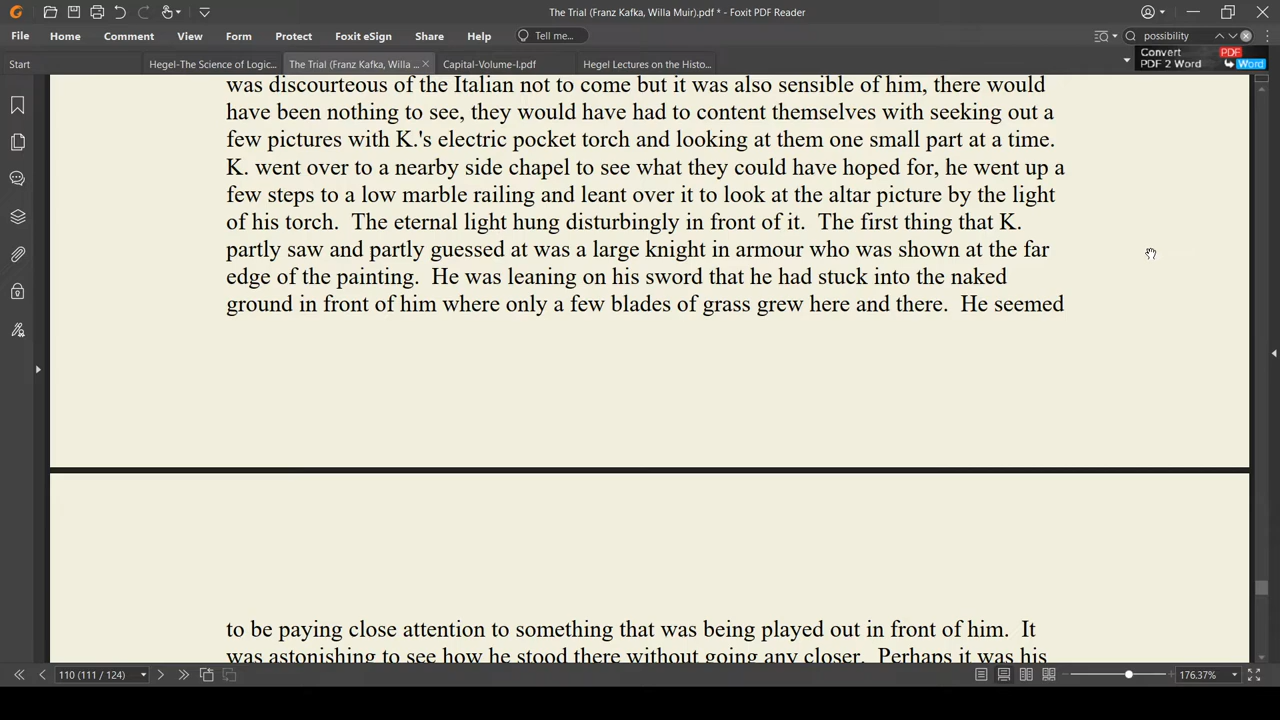 The Trial (Franz Kafka, Willa Muir).pdf * - Foxit PDF Reader
File Home Comment View Form Protect Foxit eSign Share Help Tell me... possibility
Start Hegel-The Science of Logic... The Trial (Franz Kafka, Willa ... Capital-Volume-I.pdf Hegel Lectures on the Histo...
Convert PDF
PDF 2 Word Word
was discourteous of the Italian not to come but it was also sensible of him, there would
have been nothing to see, they would have had to content themselves with seeking out a
few pictures with K.'s electric pocket torch and looking at them one small part at a time.
K. went over to a nearby side chapel to see what they could have hoped for, he went up a
few steps to a low marble railing and leant over it to look at the altar picture by the light
of his torch. The eternal light hung disturbingly in front of it. The first thing that K.
partly saw and partly guessed at was a large knight in armour who was shown at the far
edge of the painting. He was leaning on his sword that he had stuck into the naked
ground in front of him where only a few blades of grass grew here and there. He seemed
to be paying close attention to something that was being played out in front of him. It
was astonishing to see how he stood there without going any closer. Perhaps it was his
110 (111 / 124) 176.37%